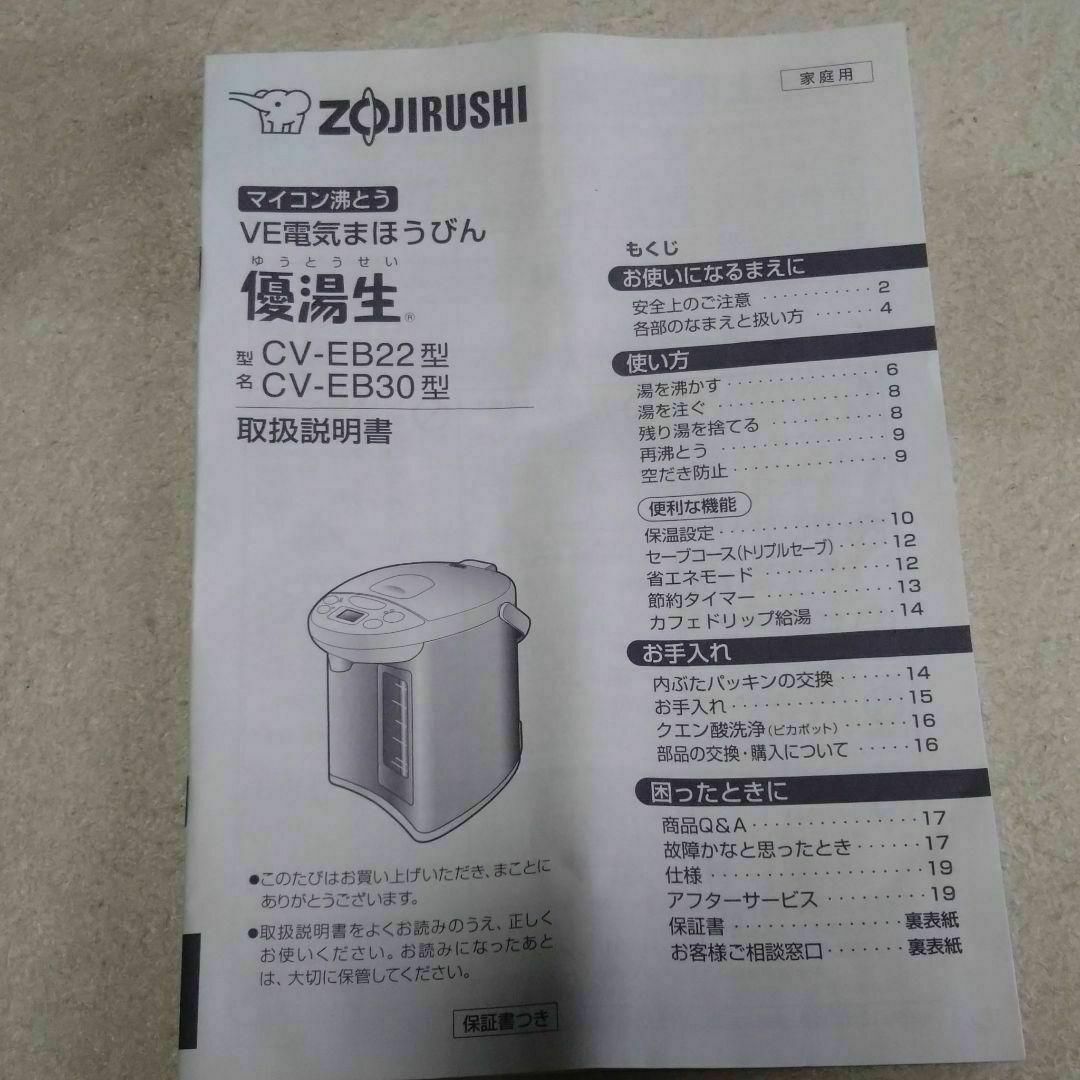 ZOJIRUSHI
家庭用
マイコン沸とう
VE電気まほうびん
ゆうとうせい
優湯生®
型名 CV-EB22型
CV-EB30型
取扱説明書
●このたびはお買い上げいただき、まことに
ありがとうございます。
●取扱説明書をよくお読みのうえ、正しく
お使いください。お読みになったあと
は、大切に保管してください。
保証書つき
もくじ
お使いになるまえに
安全上のご注意 ・・・・・・・・・・・ 2
各部のなまえと扱い方 ・・・・・・ 4
使い方
湯を沸かす・・・・・・・・・・・・・・ 6
湯を注ぐ ・・・・・・・・・・・・・・・ 8
残り湯を捨てる ・・・・・・・・・・ 8
再沸とう ・・・・・・・・・・・・・・・ 9
空だき防止・・・・・・・・・・・・・・ 9
便利な機能
保温設定・・・・・・・・・・・・・・・10
セーブコース(トリプルセーブ)・・・・・12
省エネモード ・・・・・・・・・・・12
節約タイマー ・・・・・・・・・・・13
カフェドリップ給湯 ・・・・・・・14
お手入れ
内ぶたパッキンの交換・・・・・・14
お手入れ・・・・・・・・・・・・・・・15
クエン酸洗浄(ピカポット)・・・・・・16
部品の交換・購入について・・・・・16
困ったときに
商品Q&A・・・・・・・・・・・・・・17
故障かなと思ったとき・・・・・・17
仕様 ・・・・・・・・・・・・・・・・・・19
アフターサービス・・・・・・・・・19
保証書・・・・・・・・・・・・・・裏表紙
お客様ご相談窓口・・・・・・・裏表紙